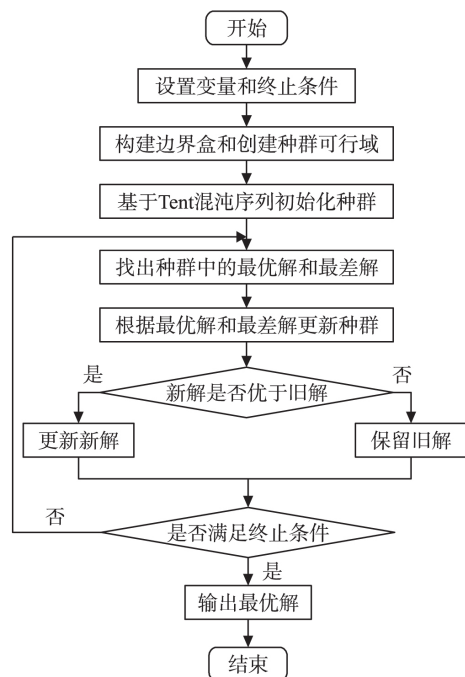 开始
设置变量和终止条件
构建边界盒和创建种群可行域
基于Tent混沌序列初始化种群
找出种群中的最优解和最差解
根据最优解和最差解更新种群
新解是否优于旧解
是
否
更新新解
保留旧解
是否满足终止条件
否
是
输出最优解
结束